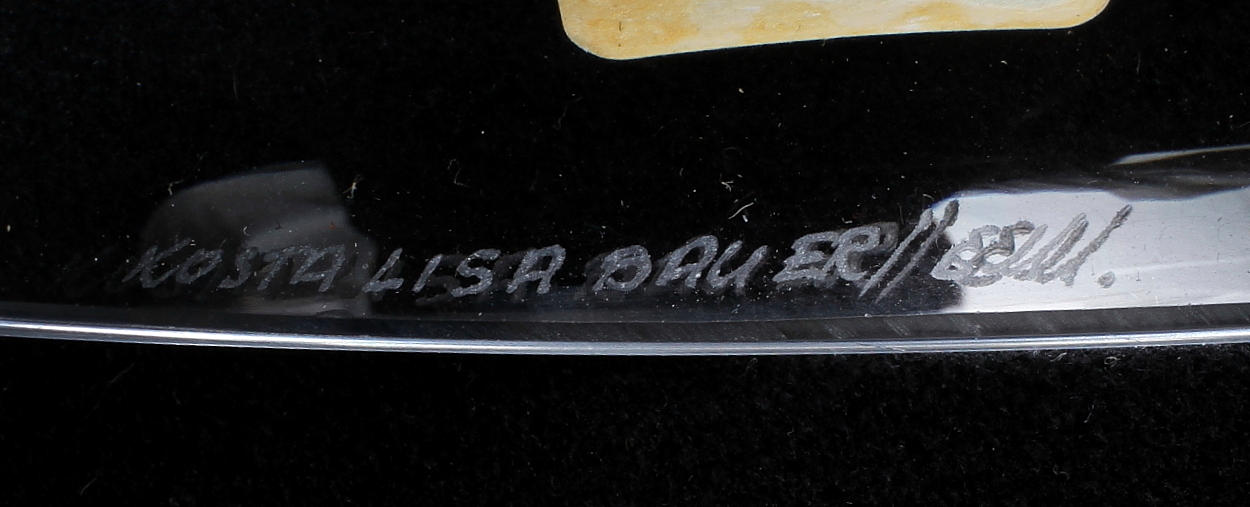 KOSTA LISA BAUER//